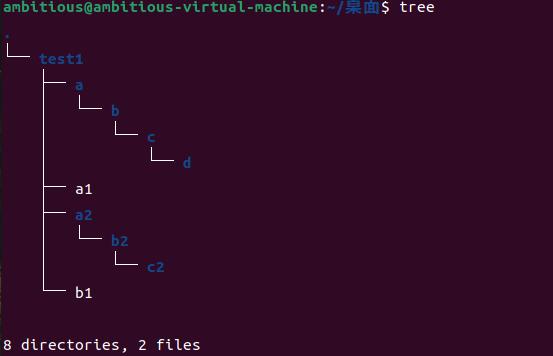 ambitious@ambitious-virtual-machine:~/桌面$ tree
.
└── test1
    ├── a
    │   └── b
    │       └── c
    │           └── d
    ├── a1
    ├── a2
    │   └── b2
    │       └── c2
    └── b1
8 directories, 2 files